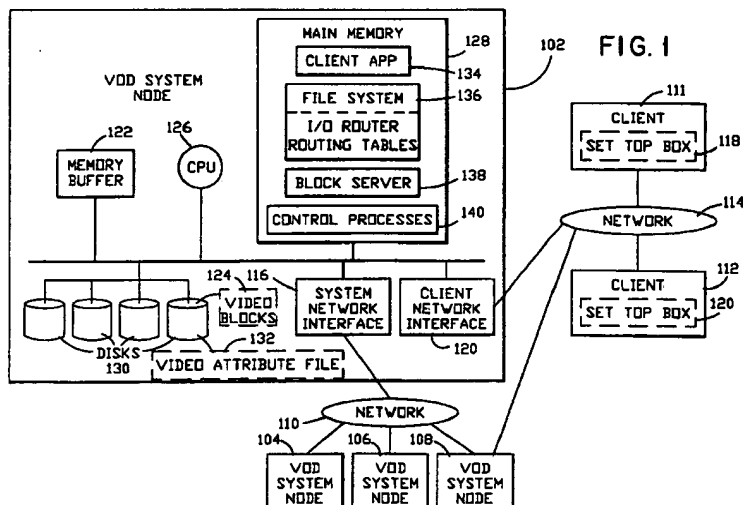 FIG. 1
VOD SYSTEM
NODE
MAIN MEMORY
128
102
CLIENT APP
134
FILE SYSTEM
136
I/O ROUTER
ROUTING TABLES
BLOCK SERVER
138
CONTROL PROCESSES
140
122
MEMORY
BUFFER
126
CPU
111
CLIENT
SET TOP BOX
118
NETWORK
114
112
CLIENT
SET TOP BOX
120
124
VIDEO
BLOCKS
116
SYSTEM
NETWORK
INTERFACE
CLIENT
NETWORK
INTERFACE
120
DISKS
130
132
VIDEO ATTRIBUTE FILE
NETWORK
110
104
VOD
SYSTEM
NODE
106
VOD
SYSTEM
NODE
108
VOD
SYSTEM
NODE